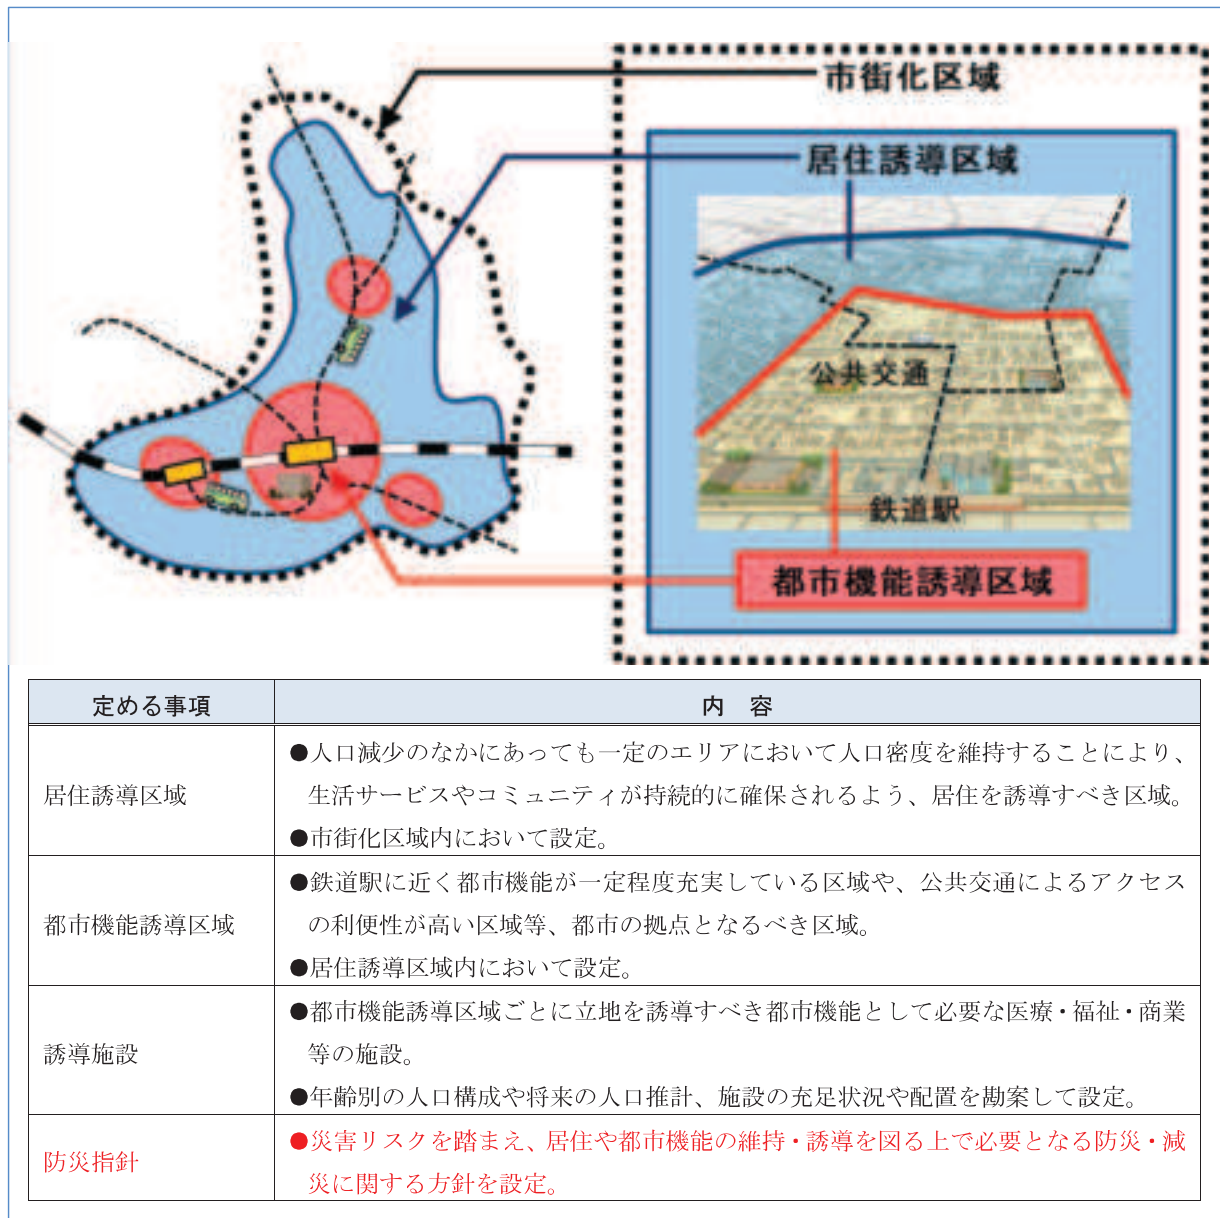 市街化区域
居住誘導区域
公共交通
鉄道駅
都市機能誘導区域
定める事項
内　容
居住誘導区域
●人口減少のなかにあっても一定のエリアにおいて人口密度を維持することにより、
生活サービスやコミュニティが持続的に確保されるよう、居住を誘導すべき区域。
●市街化区域内において設定。
都市機能誘導区域
●鉄道駅に近く都市機能が一定程度充実している区域や、公共交通によるアクセス
の利便性が高い区域等、都市の拠点となるべき区域。
●居住誘導区域内において設定。
誘導施設
●都市機能誘導区域ごとに立地を誘導すべき都市機能として必要な医療・福祉・商業
等の施設。
●年齢別の人口構成や将来の人口推計、施設の充足状況や配置を勘案して設定。
防災指針
●災害リスクを踏まえ、居住や都市機能の維持・誘導を図る上で必要となる防災・減
災に関する方針を設定。